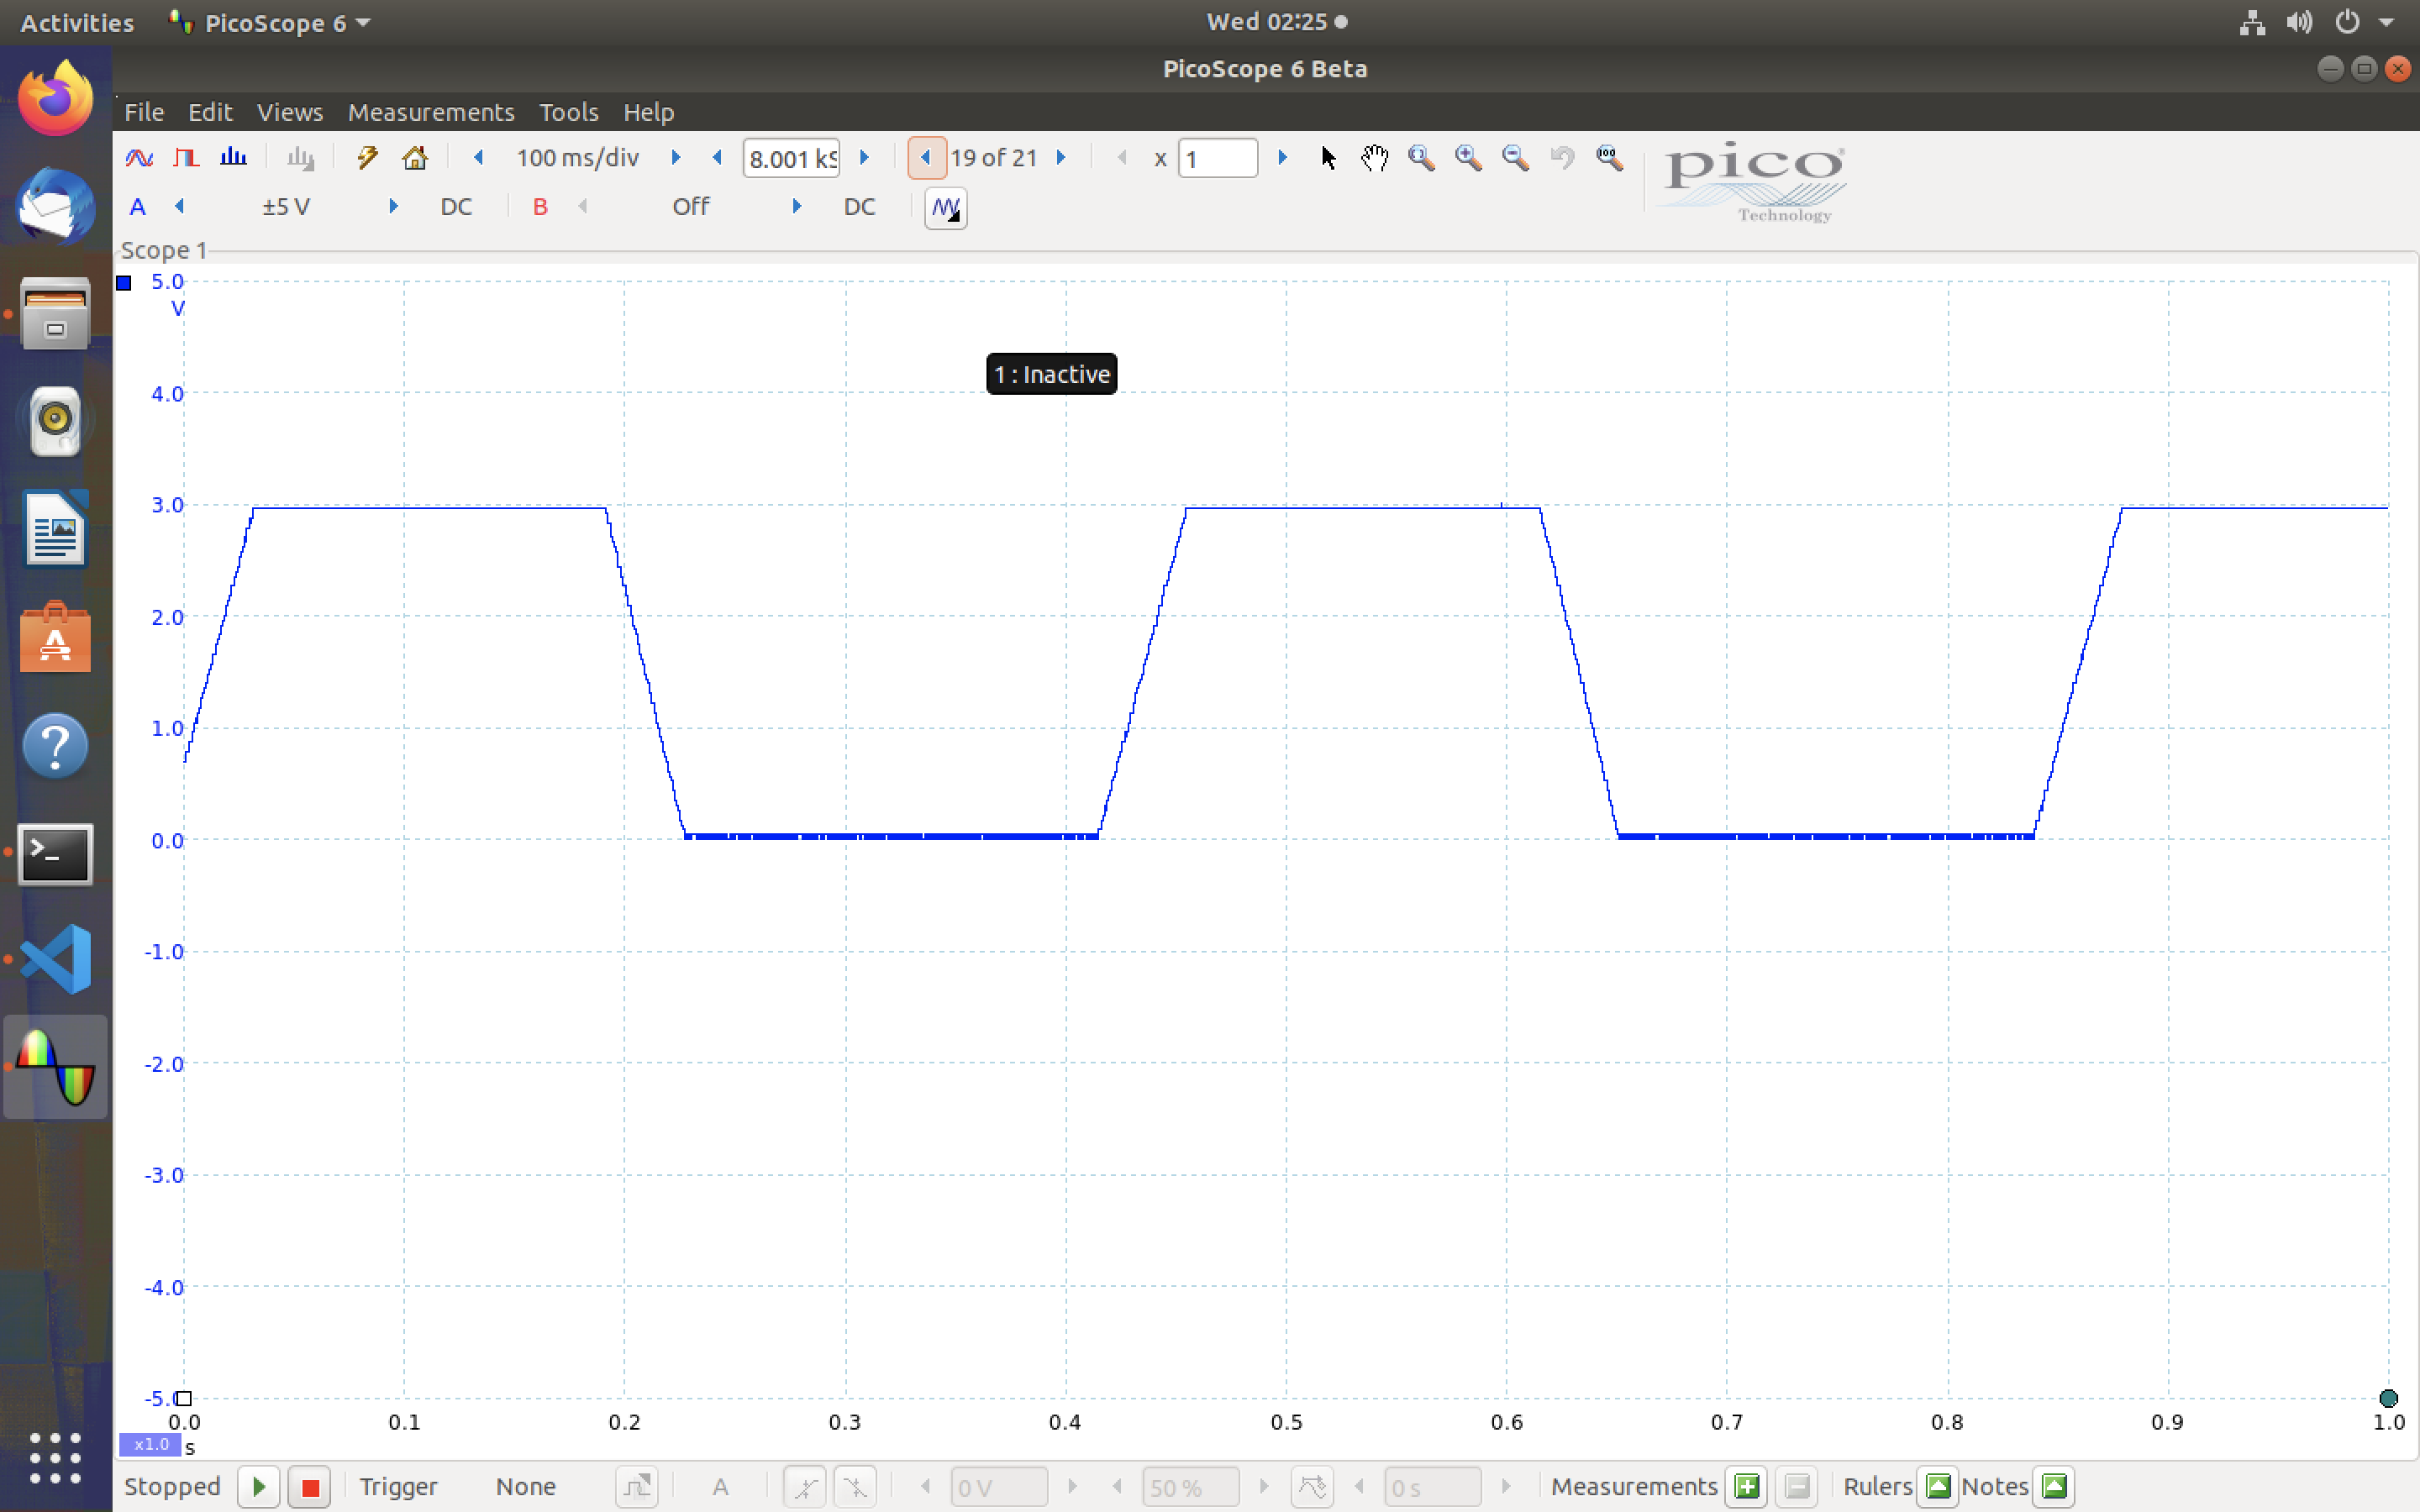 Activities PicoScope 6 Wed 02:25
PicoScope 6 Beta
File Edit Views Measurements Tools Help
100 ms/div 8.001 kS 19 of 21 x 1
pico
Technology
A ±5 V DC B Off DC
Scope 1
5.0
V
1 : Inactive
4.0
3.0
2.0
1.0
0.0
-1.0
-2.0
-3.0
-4.0
-5.0
0.0 0.1 0.2 0.3 0.4 0.5 0.6 0.7 0.8 0.9 1.0
x1.0 s
Stopped Trigger None A 0 V 50 % 0 s Measurements Rulers Notes